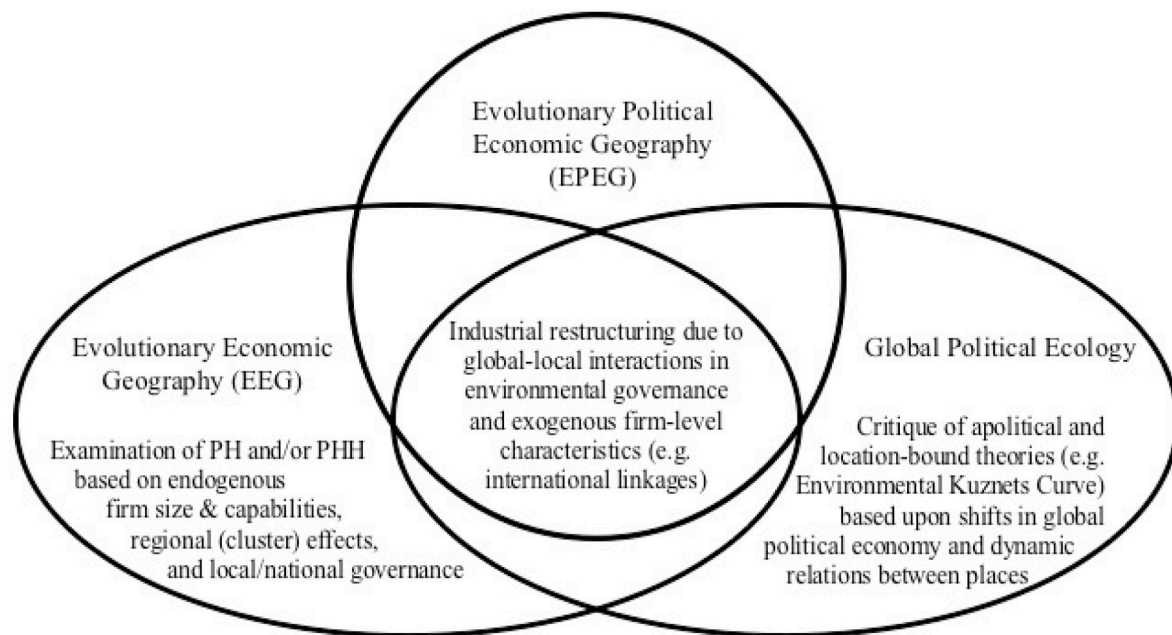 Evolutionary Political
Economic Geography
(EPEG)
Evolutionary Economic
Geography (EEG)
Examination of PH and/or PHH
based on endogenous
firm size & capabilities,
regional (cluster) effects,
and local/national governance
Industrial restructuring due to
global-local interactions in
environmental governance
and exogenous firm-level
characteristics (e.g.
international linkages)
Global Political Ecology
Critique of apolitical and
location-bound theories (e.g.
Environmental Kuznets Curve)
based upon shifts in global
political economy and dynamic
relations between places